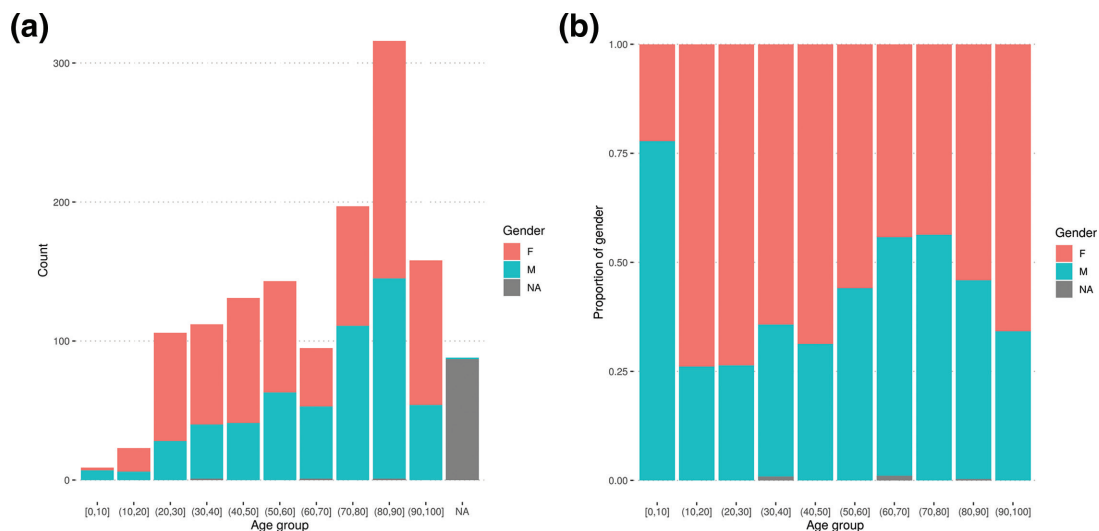 (a)
300
200
100
0
Count
[0,10] (10,20] (20,30] (30,40] (40,50] (50,60] (60,70] (70,80] (80,90] (90,100] NA
Age group
Gender
F
M
NA
(b)
1.00
0.75
0.50
0.25
0.00
Proportion of gender
[0,10] (10,20] (20,30] (30,40] (40,50] (50,60] (60,70] (70,80] (80,90] (90,100]
Age group
Gender
F
M
NA